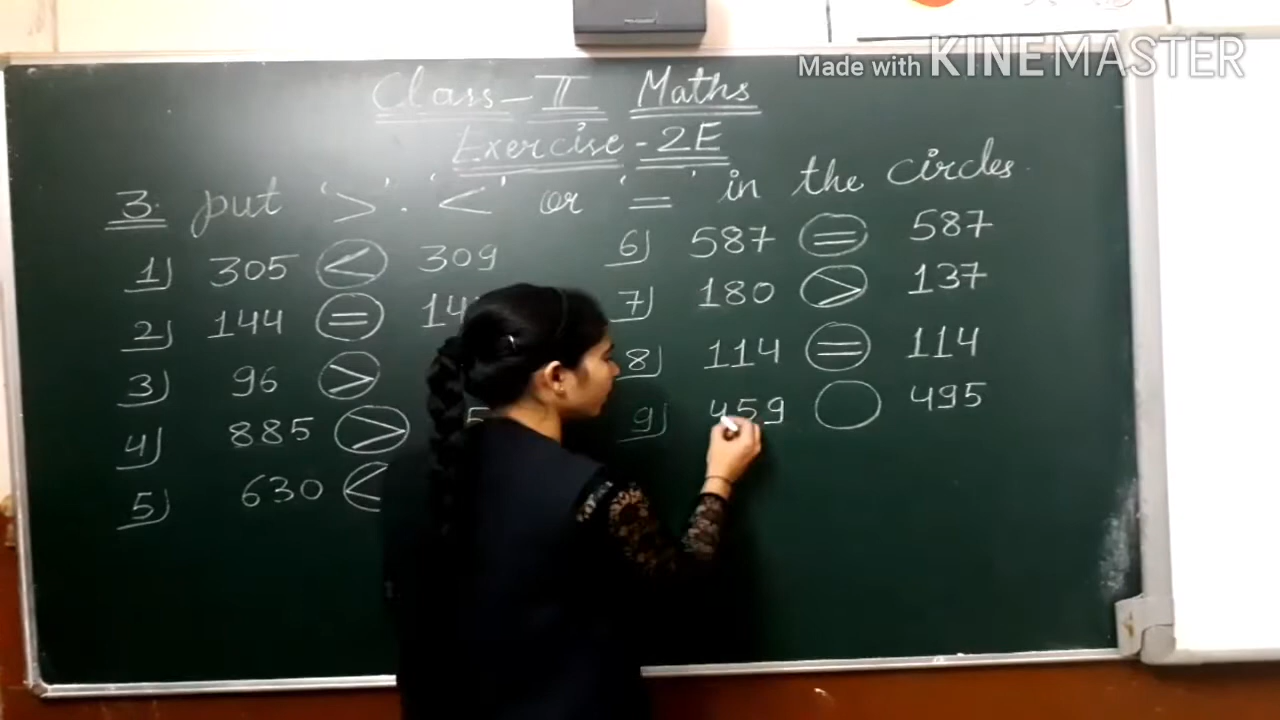 Made with KINEMASTER
Class-II Maths
Exercise-2E
3. put '>'. '<' or '=' in the circles
1) 305 < 309
2) 144 =
3) 96 >
4) 885 >
5) 630 <
6) 587 = 587
7) 180 > 137
8) 114 = 114
9) 459 495